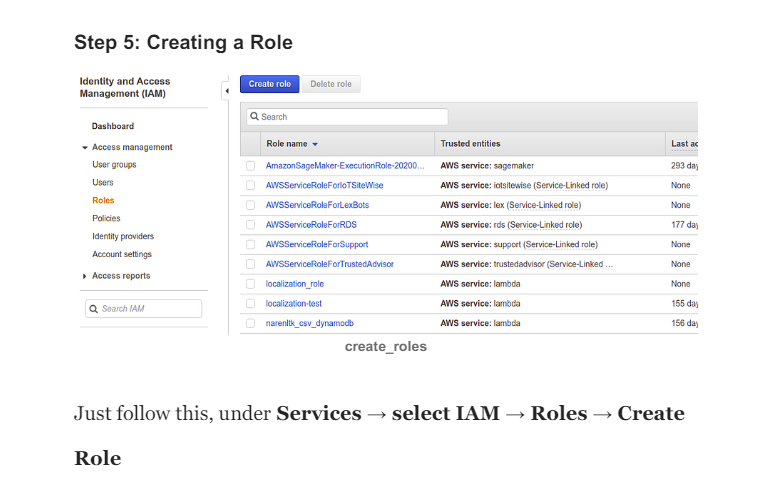 Step 5: Creating a Role
Identity and Access
Management (IAM)
Dashboard
Access management
User groups
Users
Roles
Policies
Identity providers
Account settings
Access reports
Search IAM
Create role Delete role
Search
Role name Trusted entities Last ac
AmazonSageMaker-ExecutionRole-20200... AWS service: sagemaker 293 day
AWSServiceRoleForIoTSiteWise AWS service: iotsitewise (Service-Linked role) None
AWSServiceRoleForLexBots AWS service: lex (Service-Linked role) None
AWSServiceRoleForRDS AWS service: rds (Service-Linked role) 177 day
AWSServiceRoleForSupport AWS service: support (Service-Linked role) None
AWSServiceRoleForTrustedAdvisor AWS service: trustedadvisor (Service-Linked ... None
localization_role AWS service: lambda None
localization-test AWS service: lambda 155 day
narenltk_csv_dynamodb AWS service: lambda 156 day
create_roles
Just follow this, under Services → select IAM → Roles → Create
Role